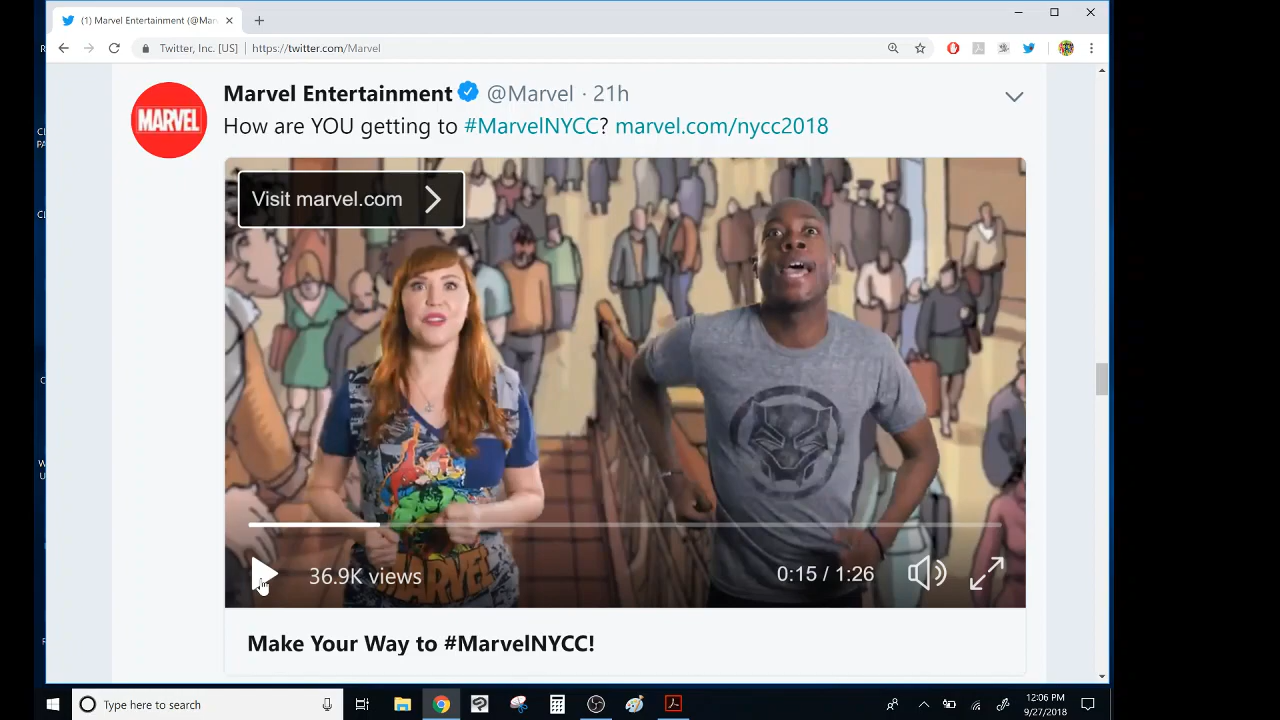 (1) Marvel Entertainment (@Mar
Twitter, Inc. [US] | https://twitter.com/Marvel
MARVEL
Marvel Entertainment @Marvel · 21h
How are YOU getting to #MarvelNYCC? marvel.com/nycc2018
Visit marvel.com
MARVEL
36.9K views
0:15 / 1:26
Make Your Way to #MarvelNYCC!
Type here to search
12:06 PM
9/27/2018